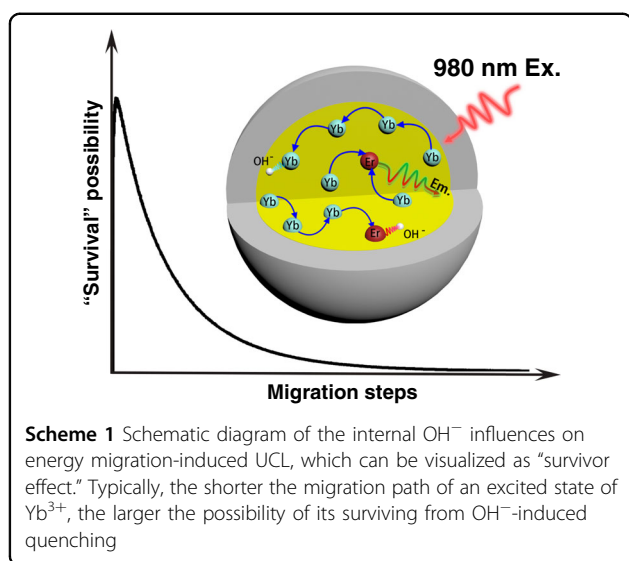 980 nm Ex.
"Survival" possibility
Yb
Yb
Yb
Yb
Yb
OH⁻
Yb
Er
Em.
Yb
Yb
Yb
Yb
Er
OH⁻
Migration steps
Scheme 1 Schematic diagram of the internal OH⁻ influences on
energy migration-induced UCL, which can be visualized as “survivor
effect.” Typically, the shorter the migration path of an excited state of
Yb³⁺, the larger the possibility of its surviving from OH⁻-induced
quenching